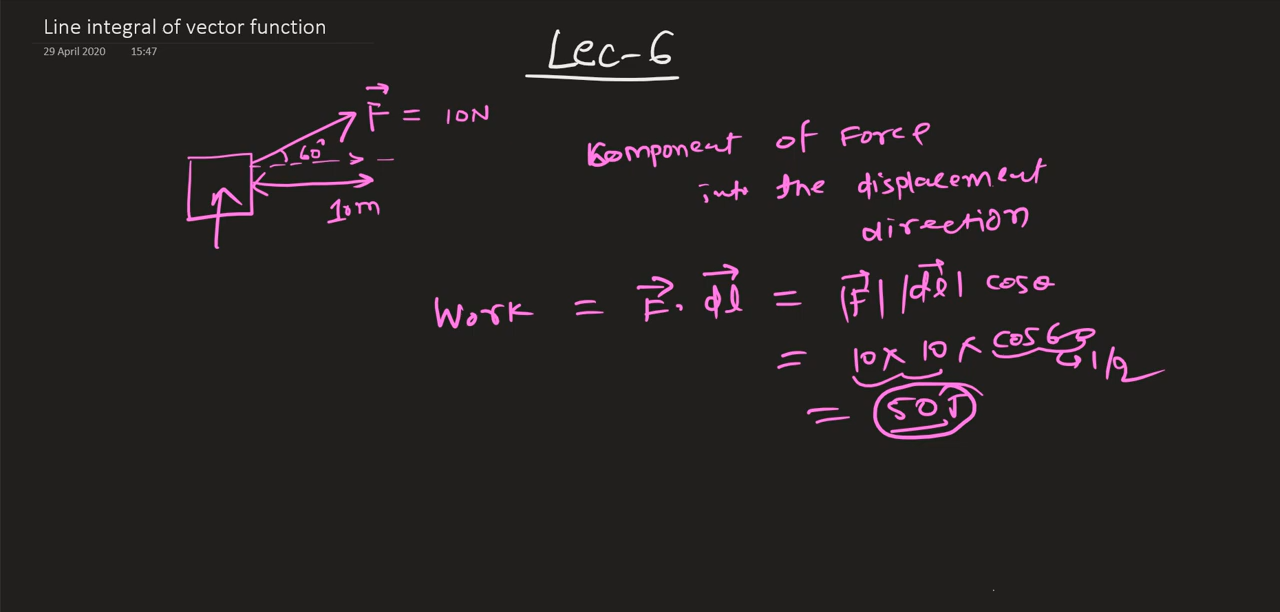 Line integral of vector function
29 April 2020 15:47
Lec-6
F⃗ = 10N
60°
10m
Component of Force
into the displacement
direction
Work = F⃗ . dl⃗ = |F⃗| |dl⃗| cosθ
= 10 × 10 × cos60 → 1/2
= 50J